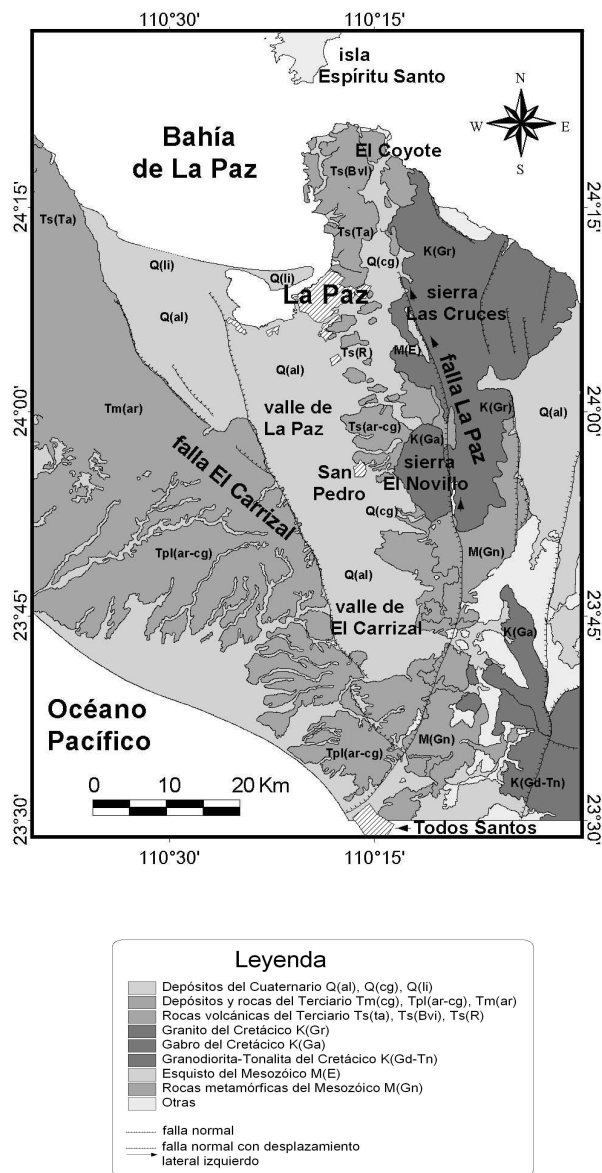 110°30'
110°15'
isla
Espíritu Santo
N
W
E
S
Bahía
de La Paz
El Coyote
Ts(Bvl)
24°15'
24°15'
Ts(Ta)
Ts(Ta)
K(Gr)
Q(li)
Q(li)
Q(cg)
La Paz
sierra
Las Cruces
Q(al)
Ts(R)
M(E)
Q(al)
falla La Paz
24°00'
24°00'
Tm(ar)
valle de
La Paz
K(Gr)
Q(al)
Ts(ar-cg)
falla El Carrizal
K(Ga)
San
Pedro
sierra
El Novillo
Q(cg)
Tpl(ar-cg)
M(Gn)
Q(al)
valle de
El Carrizal
23°45'
23°45'
K(Ga)
Océano
Pacífico
M(Gn)
Tpl(ar-cg)
0 10 20 Km
K(Gd-Tn)
23°30'
23°30'
Todos Santos
110°30'
110°15'
Leyenda
Depósitos del Cuaternario Q(al), Q(cg), Q(li)
Depósitos y rocas del Terciario Tm(cg), Tpl(ar-cg), Tm(ar)
Rocas volcánicas del Terciario Ts(ta), Ts(Bvi), Ts(R)
Granito del Cretácico K(Gr)
Gabro del Cretácico K(Ga)
Granodiorita-Tonalita del Cretácico K(Gd-Tn)
Esquisto del Mesozóico M(E)
Rocas metamórficas del Mesozóico M(Gn)
Otras
falla normal
falla normal con desplazamiento
lateral izquierdo